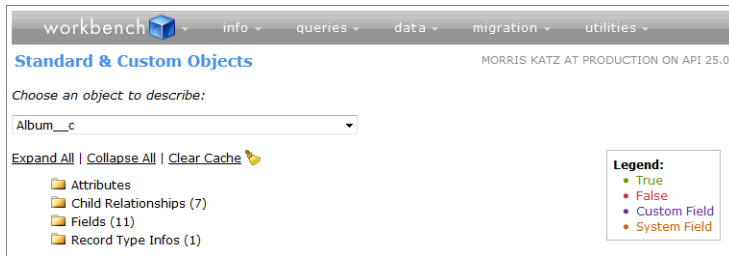 workbench info queries data migration utilities
Standard & Custom Objects
MORRIS KATZ AT PRODUCTION ON API 25.0
Choose an object to describe:
Album__c
Expand All | Collapse All | Clear Cache
Attributes
Child Relationships (7)
Fields (11)
Record Type Infos (1)
Legend:
• True
• False
• Custom Field
• System Field